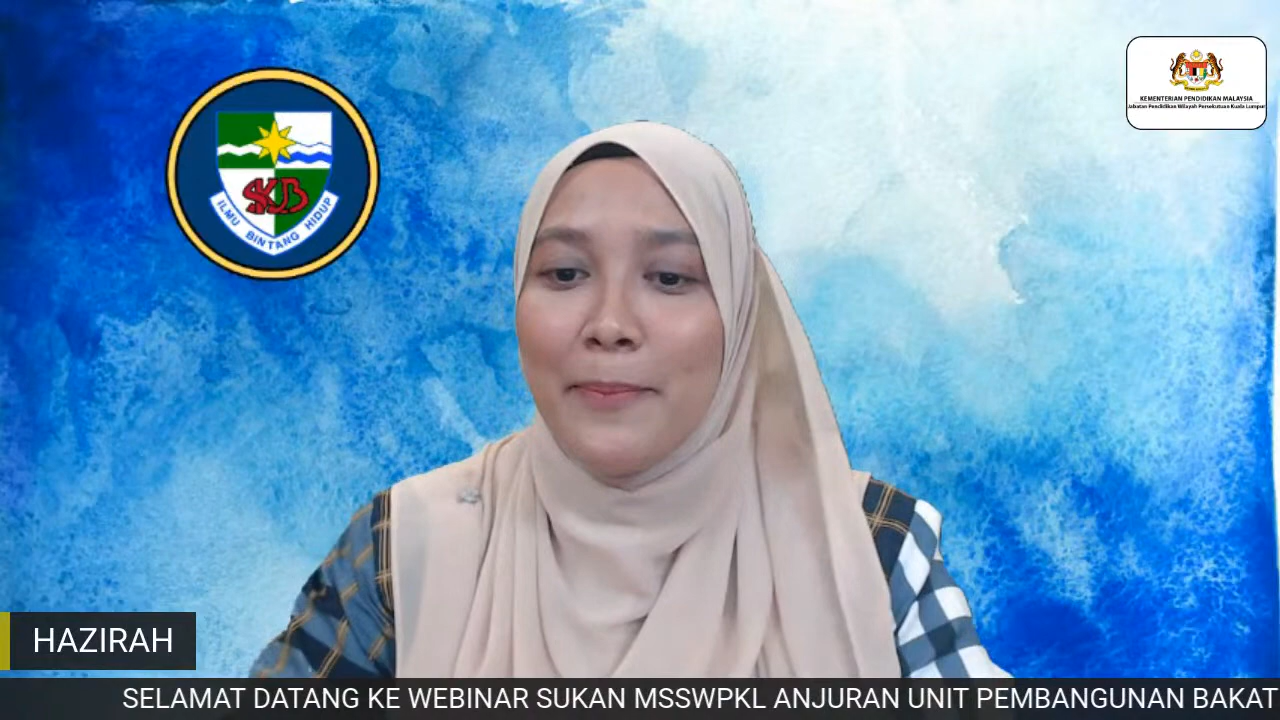 KEMENTERIAN PENDIDIKAN MALAYSIA
Jabatan Pendidikan Wilayah Persekutuan Kuala Lumpur
SKJB
ILMU BINTANG HIDUP
HAZIRAH
SELAMAT DATANG KE WEBINAR SUKAN MSSWPKL ANJURAN UNIT PEMBANGUNAN BAKAT